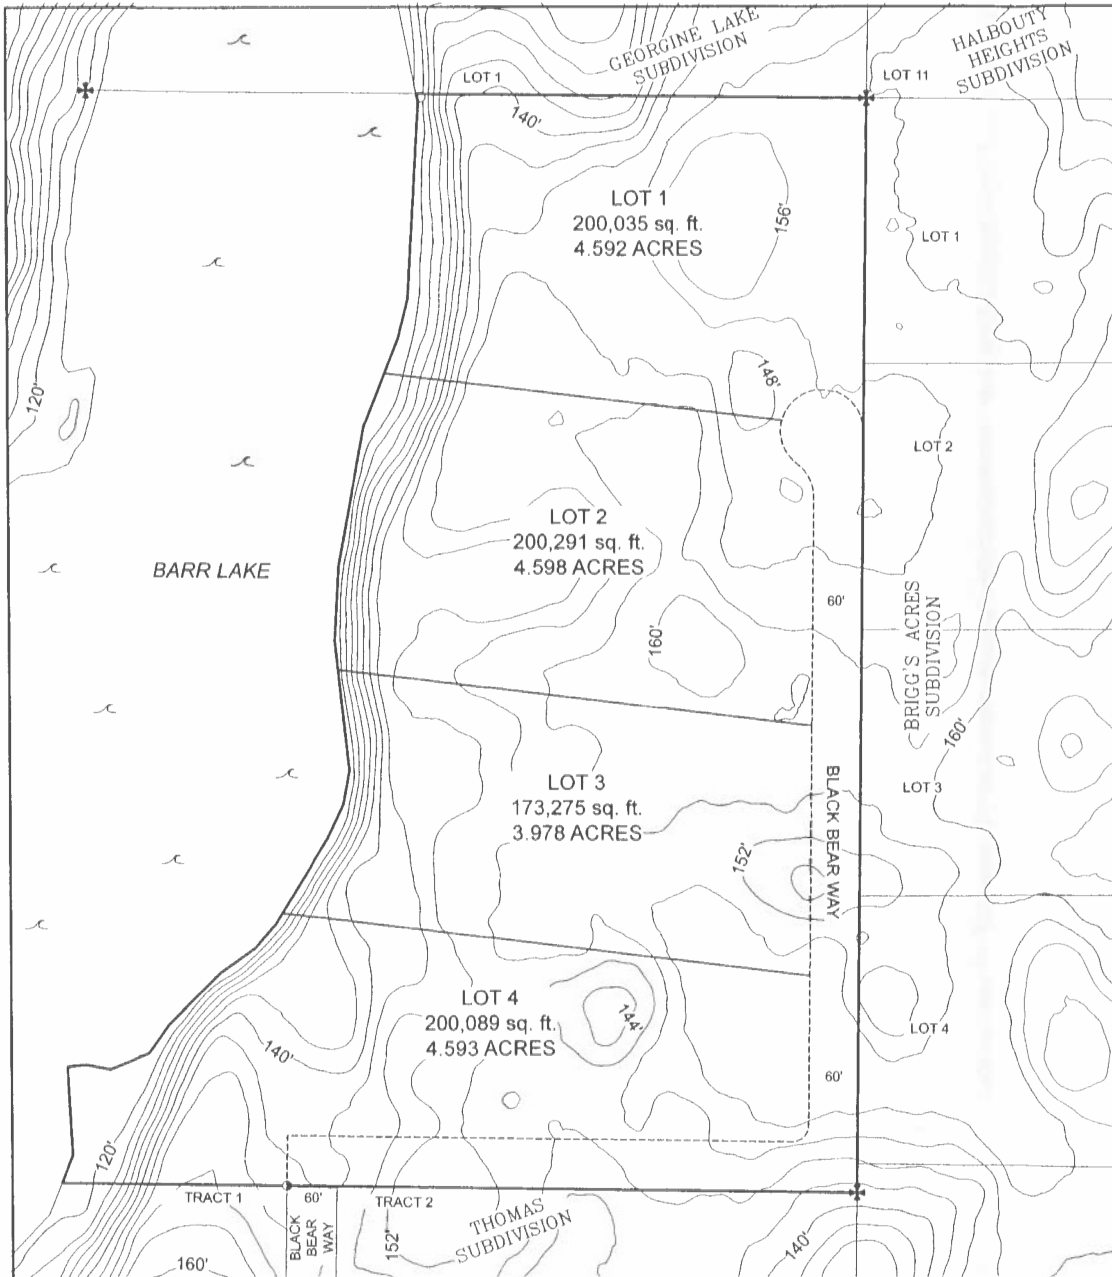 GEORGINE LAKE
SUBDIVISION
HALBOUTY
HEIGHTS
SUBDIVISION
LOT 1
LOT 11
140'
LOT 1
200,035 sq. ft.
4.592 ACRES
156'
LOT 1
148'
120'
LOT 2
LOT 2
200,291 sq. ft.
4.598 ACRES
BARR LAKE
60'
160'
BRIGG'S ACRES
SUBDIVISION
160'
LOT 3
173,275 sq. ft.
3.978 ACRES
BLACK BEAR WAY
LOT 3
152'
LOT 4
200,089 sq. ft.
4.593 ACRES
144'
LOT 4
140'
60'
120'
TRACT 1
60'
TRACT 2
BLACK
BEAR
WAY
152'
THOMAS
SUBDIVISION
140'
160'